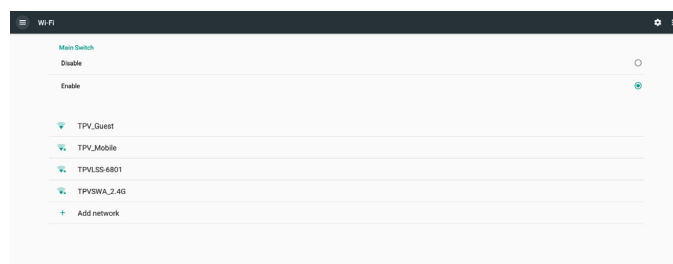 Wi-Fi
Main Switch
Disable
Enable
TPV_Guest
TPV_Mobile
TPVLSS-6801
TPVSWA_2.4G
Add network